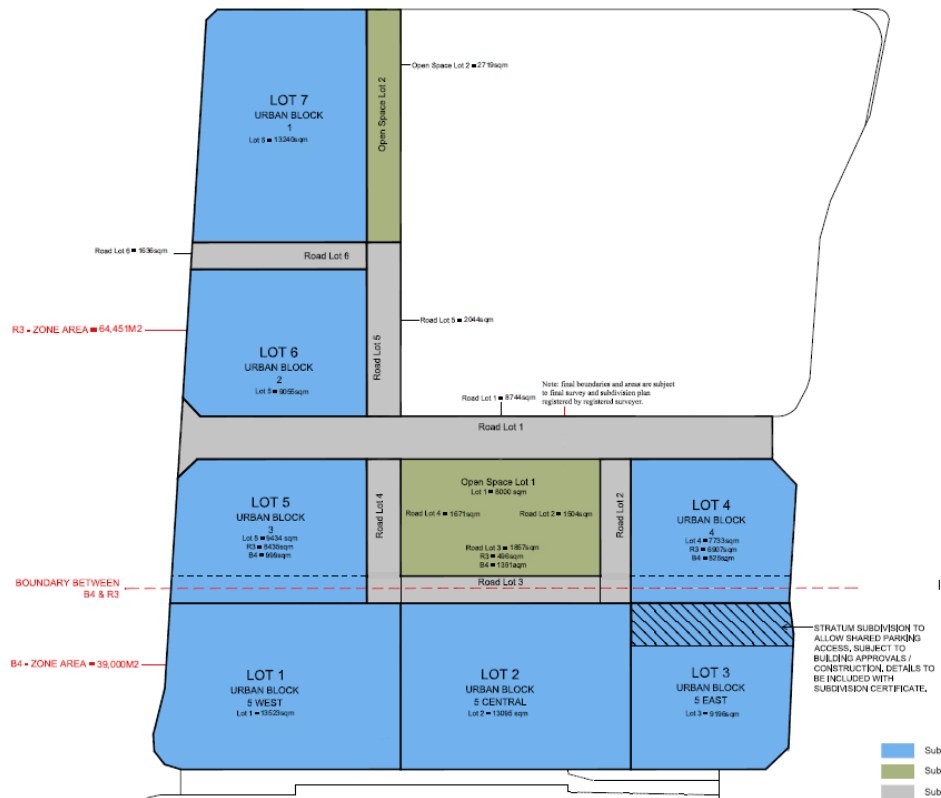 LOT 7
URBAN BLOCK
1
Lot 6 = 13240sqm
Open Space Lot 2
Open Space Lot 2 = 2719sqm
Road Lot 6 = 1636sqm
Road Lot 6
R3 - ZONE AREA = 64,451M2
LOT 6
URBAN BLOCK
2
Lot 5 = 9055sqm
Road Lot 5
Road Lot 5 = 2044sqm
Road Lot 1 = 8744sqm
Note: final boundaries and areas are subject
to final survey and subdivision plan
registered by registered surveyer.
Road Lot 1
LOT 5
URBAN BLOCK
3
Lot 5 = 9434 sqm
R3 = 8438sqm
B4 = 999sqm
Road Lot 4
Open Space Lot 1
Lot 1 = 8000 sqm
Road Lot 4 = 1671sqm
Road Lot 2 = 1504sqm
Road Lot 3 = 1857sqm
R3 = 496sqm
B4 = 1391sqm
Road Lot 2
LOT 4
URBAN BLOCK
4
Lot 4 = 7733sqm
R3 = 6907sqm
B4 = 828sqm
BOUNDARY BETWEEN
B4 & R3
Road Lot 3
B4 - ZONE AREA = 39,000M2
LOT 1
URBAN BLOCK
5 WEST
Lot 1 = 13523sqm
LOT 2
URBAN BLOCK
5 CENTRAL
Lot 2 = 13095 sqm
LOT 3
URBAN BLOCK
5 EAST
Lot 3 = 9196sqm
STRATUM SUBDIVISION TO
ALLOW SHARED PARKING
ACCESS, SUBJECT TO
BUILDING APPROVALS /
CONSTRUCTION, DETAILS TO
BE INCLUDED WITH
SUBDIVISION CERTIFICATE.
Sub
Sub
Sub